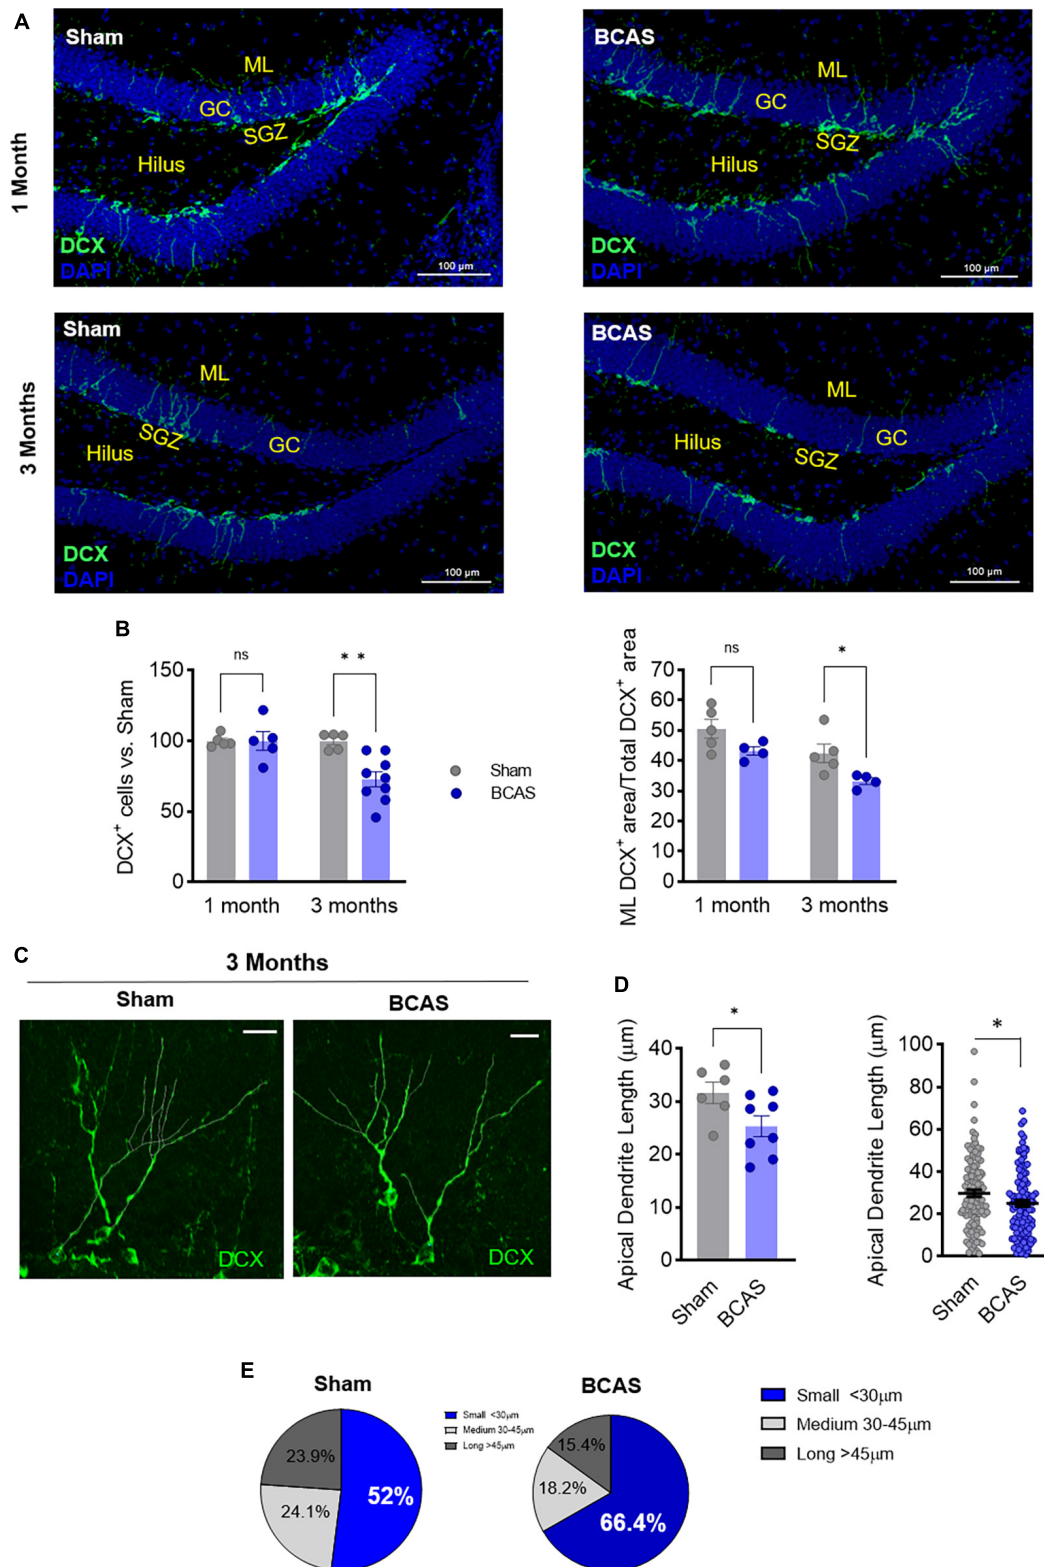 A
Sham
ML
GC
SGZ
Hilus
DCX
DAPI
100 µm
BCAS
ML
GC
SGZ
Hilus
DCX
DAPI
100 µm
1 Month
Sham
ML
SGZ
GC
Hilus
DCX
DAPI
100 µm
BCAS
ML
GC
Hilus
SGZ
DCX
DAPI
100 µm
3 Months
B
DCX⁺ cells vs. Sham
150
100
50
0
ns
* *
1 month
3 months
Sham
BCAS
ML DCX⁺ area/Total DCX⁺ area
70
60
50
40
30
20
10
0
ns
*
1 month
3 months
C
3 Months
Sham
BCAS
DCX
DCX
D
Apical Dendrite Length (µm)
40
30
20
10
0
*
Sham
BCAS
Apical Dendrite Length (µm)
100
80
60
40
20
0
*
Sham
BCAS
E
Sham
23.9%
24.1%
52%
Small <30µm
Medium 30-45µm
Long >45µm
BCAS
15.4%
18.2%
66.4%
Small <30µm
Medium 30-45µm
Long >45µm